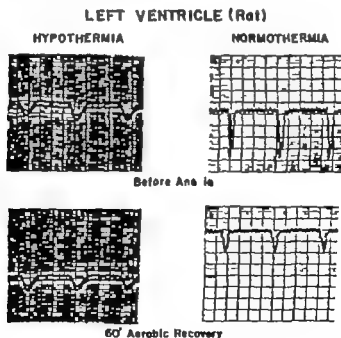 LEFT VENTRICLE (Rat)
HYPOTHERMIA NORMOTHERMIA
Before
60' Aerobic Recovery